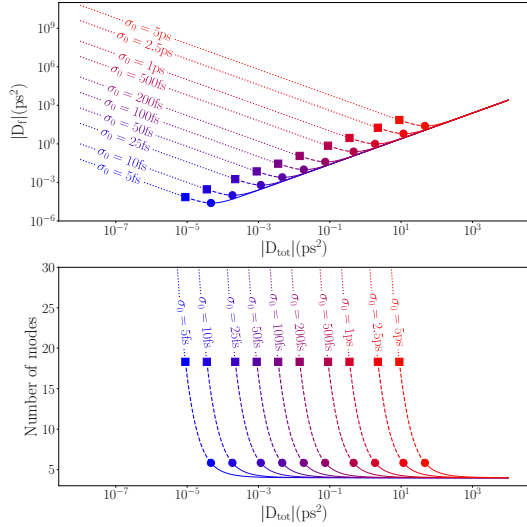 |D_f|(ps²)
10⁹
10⁶
10³
10⁰
10⁻³
10⁻⁶
σ₀ = 5ps
σ₀ = 2.5ps
σ₀ = 1ps
σ₀ = 500fs
σ₀ = 200fs
σ₀ = 100fs
σ₀ = 50fs
σ₀ = 25fs
σ₀ = 10fs
σ₀ = 5fs
10⁻⁷ 10⁻⁵ 10⁻³ 10⁻¹ 10¹ 10³
|D_tot|(ps²)
Number of modes
30
25
20
15
10
5
σ₀ = 5fs
σ₀ = 10fs
σ₀ = 25fs
σ₀ = 50fs
σ₀ = 100fs
σ₀ = 200fs
σ₀ = 500fs
σ₀ = 1ps
σ₀ = 2.5ps
σ₀ = 5ps
10⁻⁷ 10⁻⁵ 10⁻³ 10⁻¹ 10¹ 10³
|D_tot|(ps²)